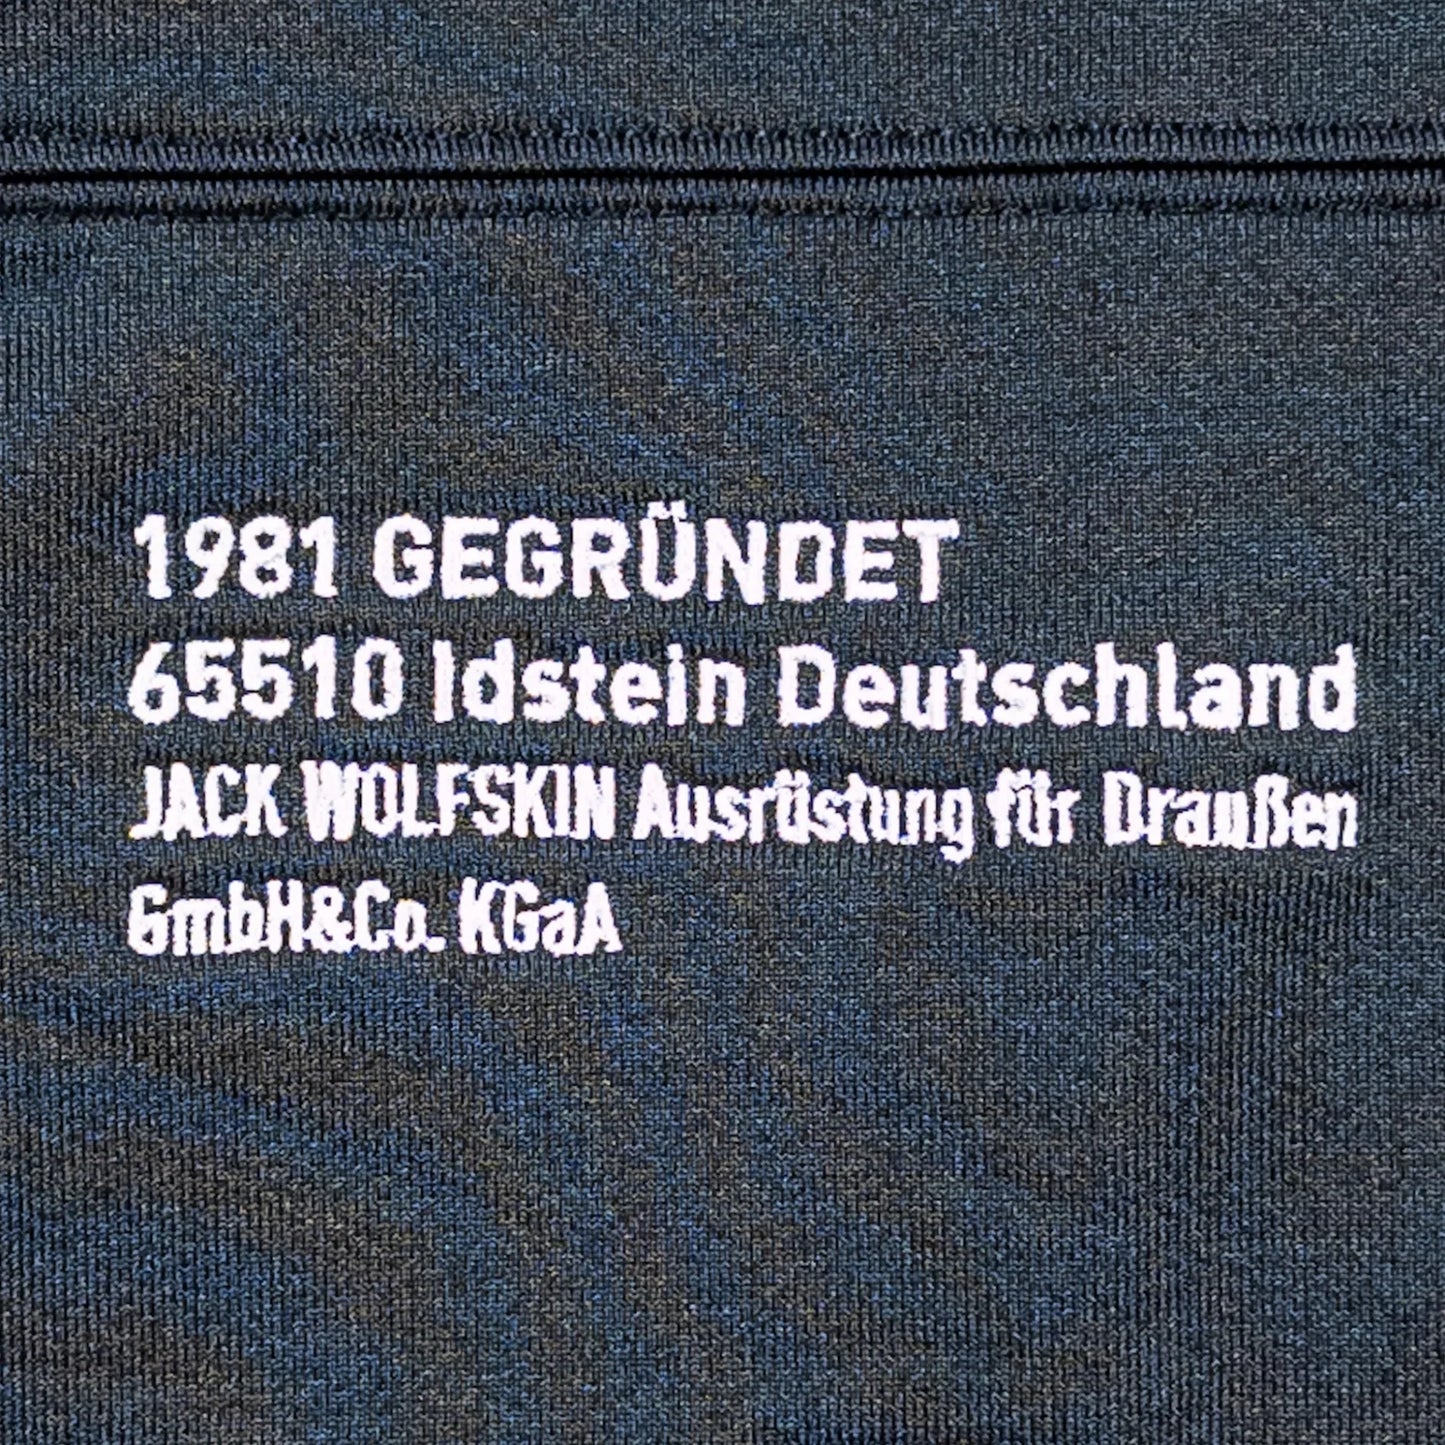 1981 GEGRÜNDET
65510 Idstein Deutschland
JACK WOLFSKIN Ausrüstung für Draußen
GmbH&Co. KGaA